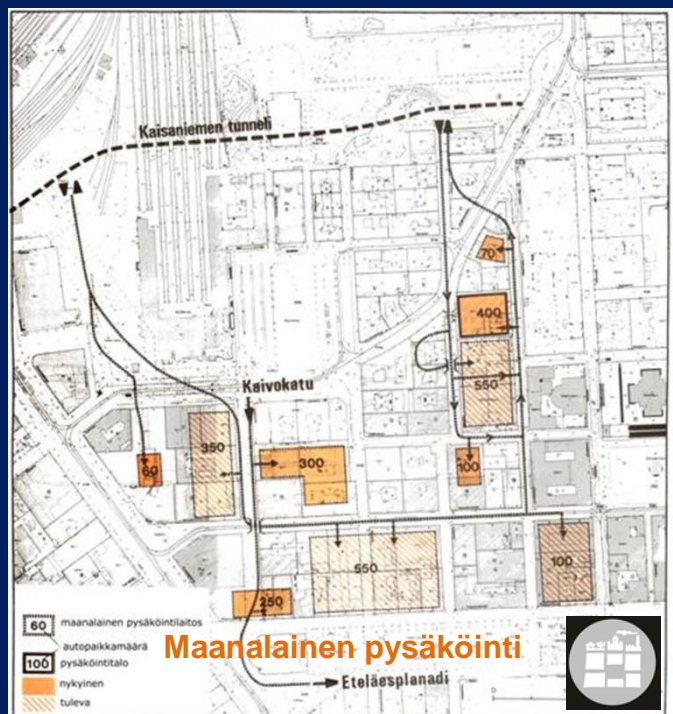 Kaisaniemen tunneli
70
400
550
Kaivokatu
350
60
300
100
550
100
250
60 maanalainen pysäköintilaitos
autopaikkamäärä
100 pysäköintitalo
nykyinen
tuleva
Maanalainen pysäköinti
Eteläesplanadi
0